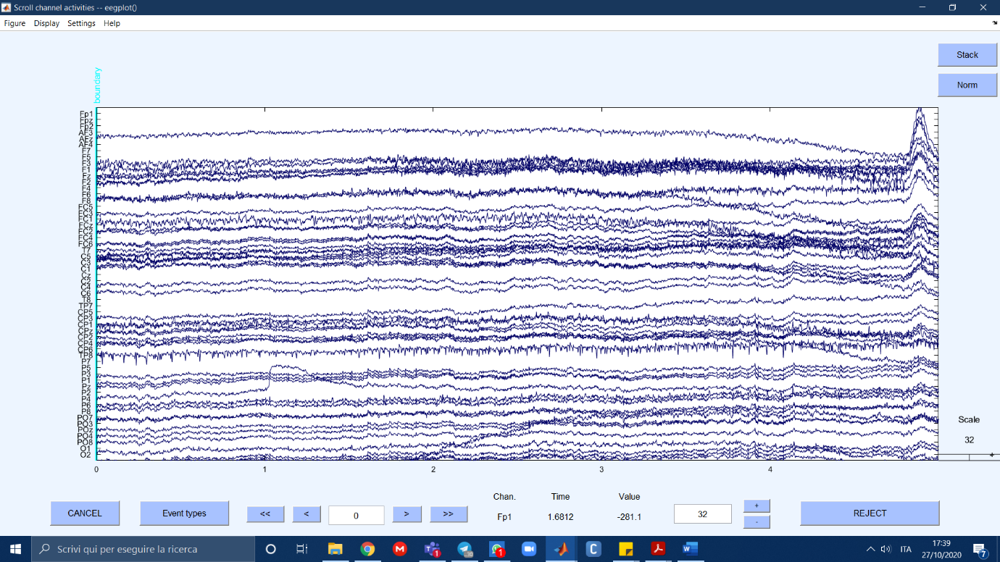 Scroll channel activities -- eegplot()
Figure Display Settings Help
boundary
Stack
Norm
Fp1
Fpz
Fp2
AF3
AFz
AF4
F7
F5
F3
F1
Fz
F2
F4
F6
F8
FC5
FC3
FC1
FCz
FC2
FC4
FC6
T7
C5
C3
C1
Cz
C2
C4
C6
T8
TP7
CP5
CP3
CP1
CPz
CP2
CP4
CP6
TP8
P7
P5
P3
P1
Pz
P2
P4
P6
P8
PO7
PO3
POz
PO4
PO8
O1
O2
Scale
32
0 1 2 3 4
Chan. Time Value
Fp1 1.6812 -281.1
CANCEL Event types << < 0 > >> 32 + - REJECT
Scrivi qui per eseguire la ricerca
1
30
1
ITA
17:39
27/10/2020
7